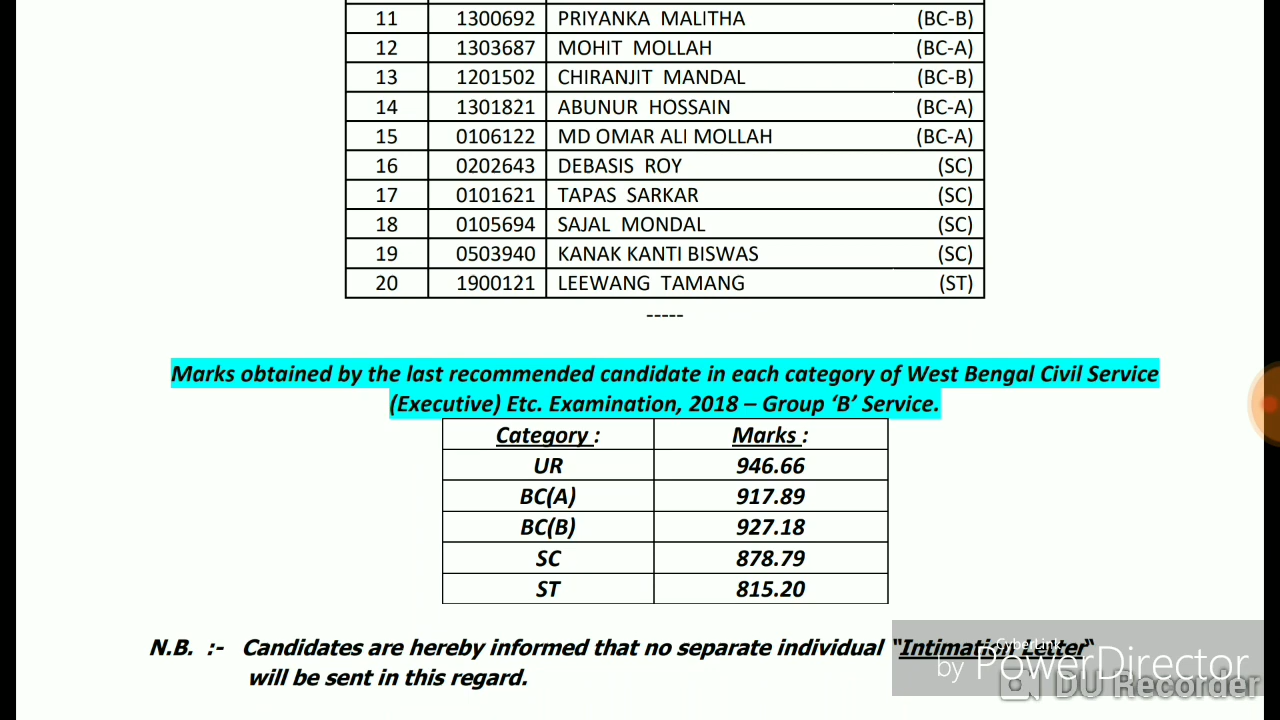 11 1300692 PRIYANKA MALITHA (BC-B)
12 1303687 MOHIT MOLLAH (BC-A)
13 1201502 CHIRANJIT MANDAL (BC-B)
14 1301821 ABUNUR HOSSAIN (BC-A)
15 0106122 MD OMAR ALI MOLLAH (BC-A)
16 0202643 DEBASIS ROY (SC)
17 0101621 TAPAS SARKAR (SC)
18 0105694 SAJAL MONDAL (SC)
19 0503940 KANAK KANTI BISWAS (SC)
20 1900121 LEEWANG TAMANG (ST)
-----
Marks obtained by the last recommended candidate in each category of West Bengal Civil Service
(Executive) Etc. Examination, 2018 – Group ‘B’ Service.
Category : Marks :
UR 946.66
BC(A) 917.89
BC(B) 927.18
SC 878.79
ST 815.20
N.B. :- Candidates are hereby informed that no separate individual "Intimation Letter"
will be sent in this regard.
CyberLink
by PowerDirector
DU Recorder